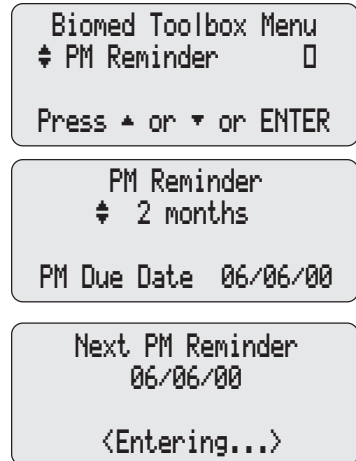 Biomed Toolbox Menu
PM Reminder
Press ▲ or ▼ or ENTER
PM Reminder
2 months
PM Due Date 06/06/00
Next PM Reminder
06/06/00
<Entering...>